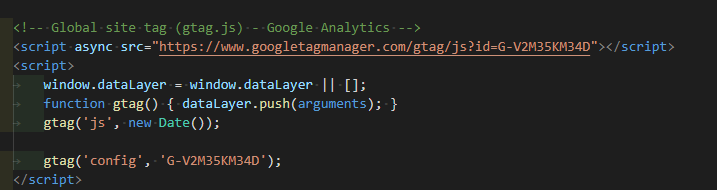 <!-- Global site tag (gtag.js) - Google Analytics -->
<script async src="https://www.googletagmanager.com/gtag/js?id=G-V2M35KM34D"></script>
<script>
window.dataLayer = window.dataLayer || [];
function gtag() { dataLayer.push(arguments); }
gtag('js', new Date());
gtag('config', 'G-V2M35KM34D');
</script>